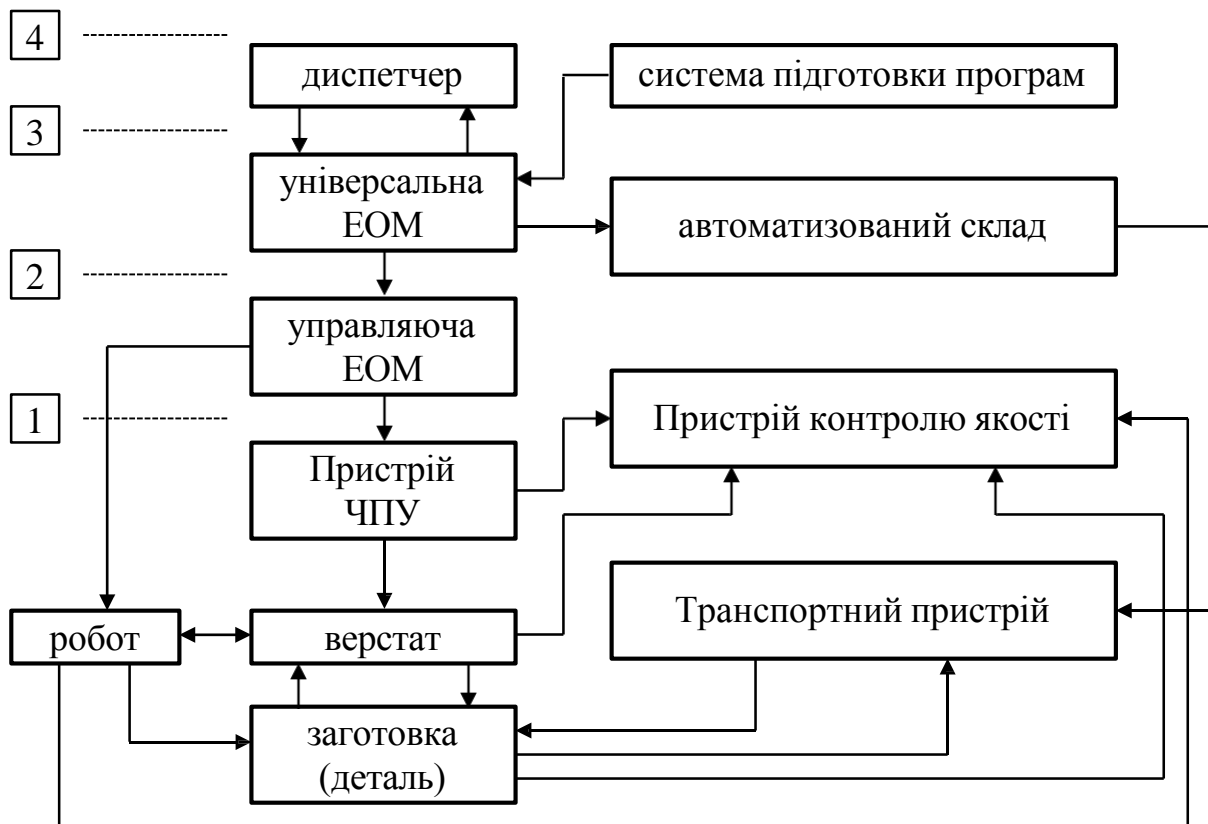 4
диспетчер
система підготовки програм
3
універсальна
ЕОМ
автоматизований склад
2
управляюча
ЕОМ
1
Пристрій контролю якості
Пристрій
ЧПУ
Транспортний пристрій
робот
верстат
заготовка
(деталь)